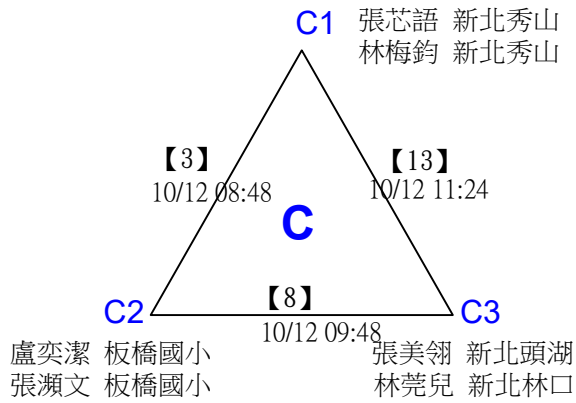 C1 張芯語 新北秀山
林梅鈞 新北秀山
【3】
10/12 08:48
【13】
10/12 11:24
C
C2
【8】
10/12 09:48
C3
盧奕潔 板橋國小
張瀕文 板橋國小
張美翎 新北頭湖
林莞兒 新北林口